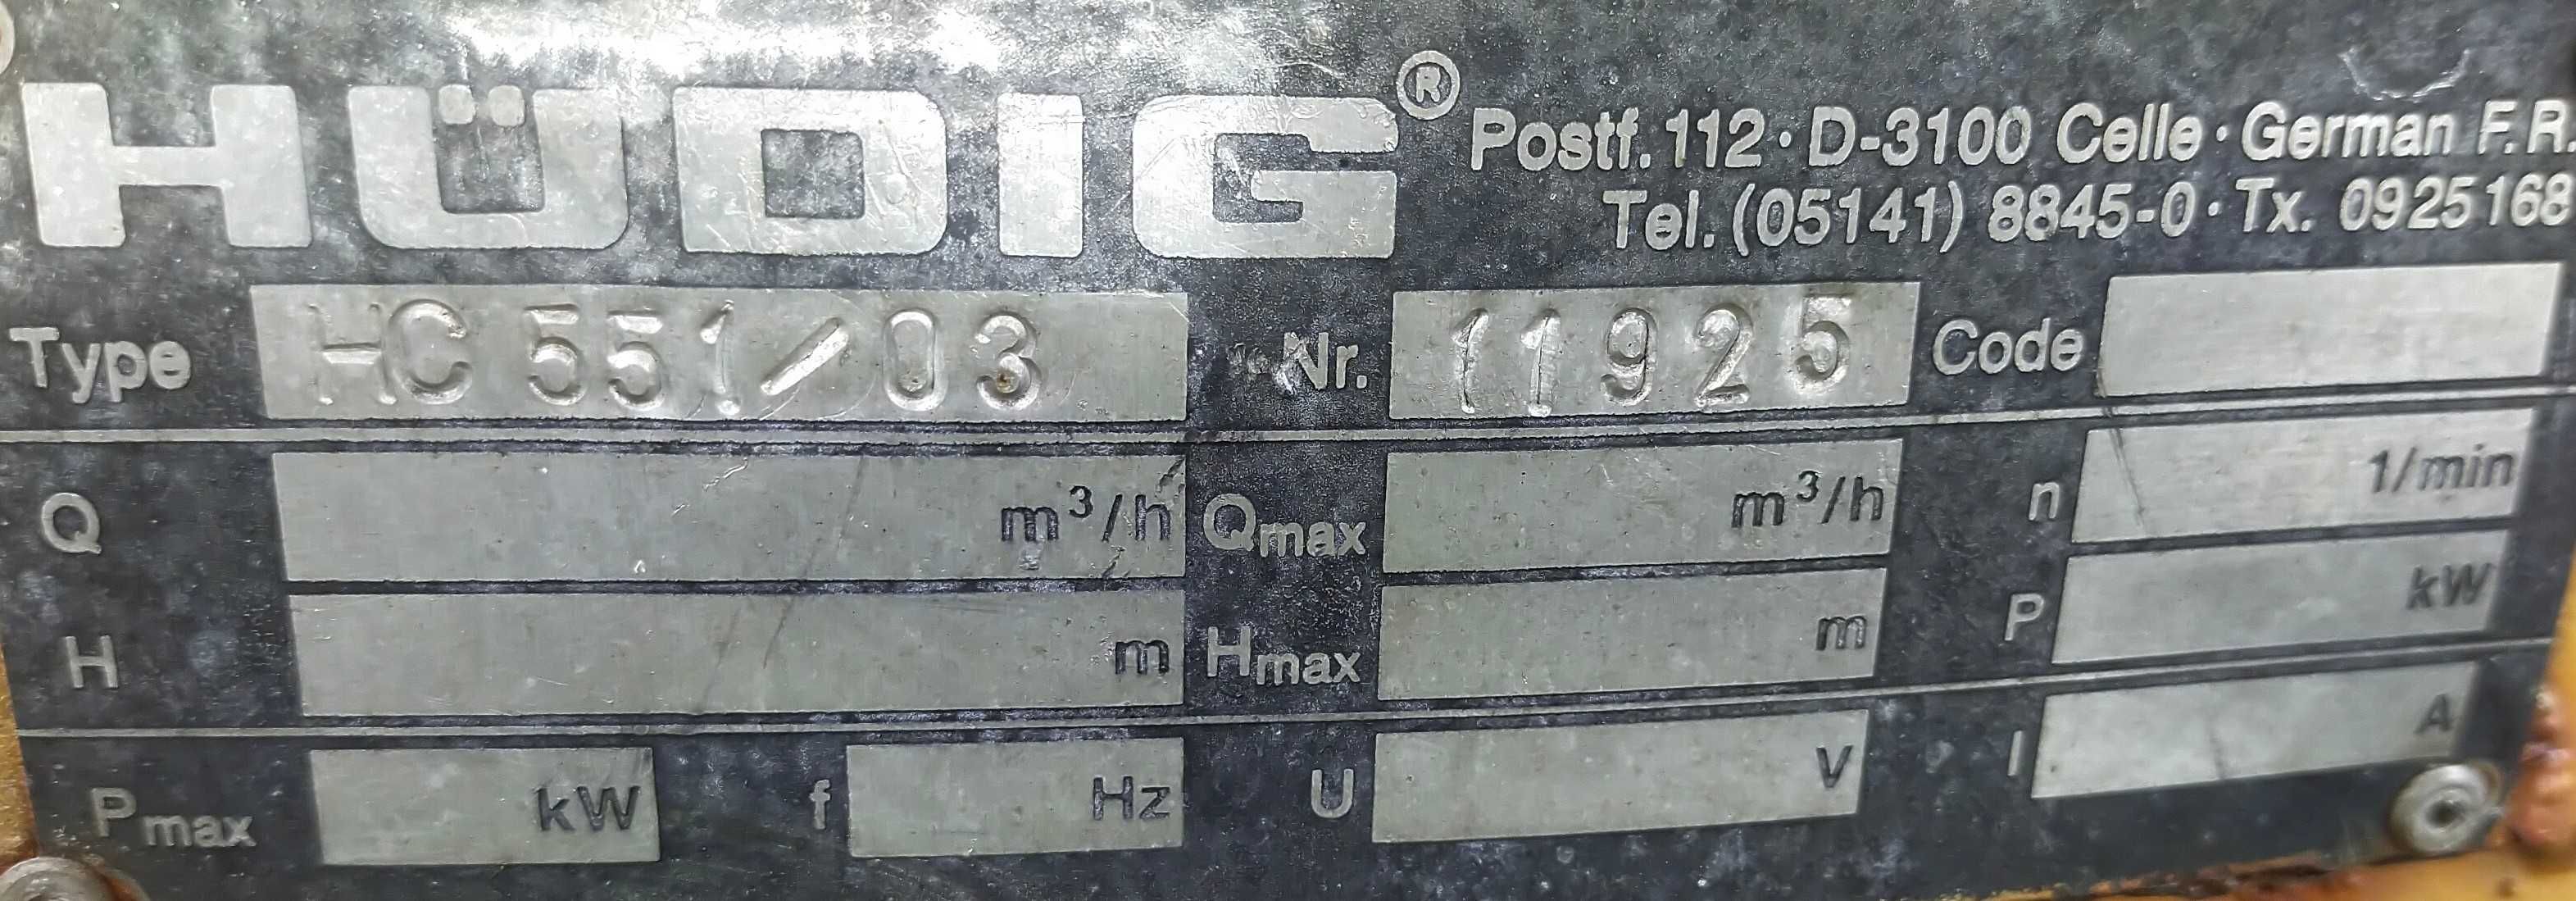 HÜDIG® Postf. 112 · D-3100 Celle · German F.R.
Tel. (05141) 8845-0 · Tx. 0925168
Type HC 551/03 Nr. 11925 Code
Q m³/h Qmax m³/h n 1/min
H m Hmax m P kW
Pmax kW f Hz U V I A